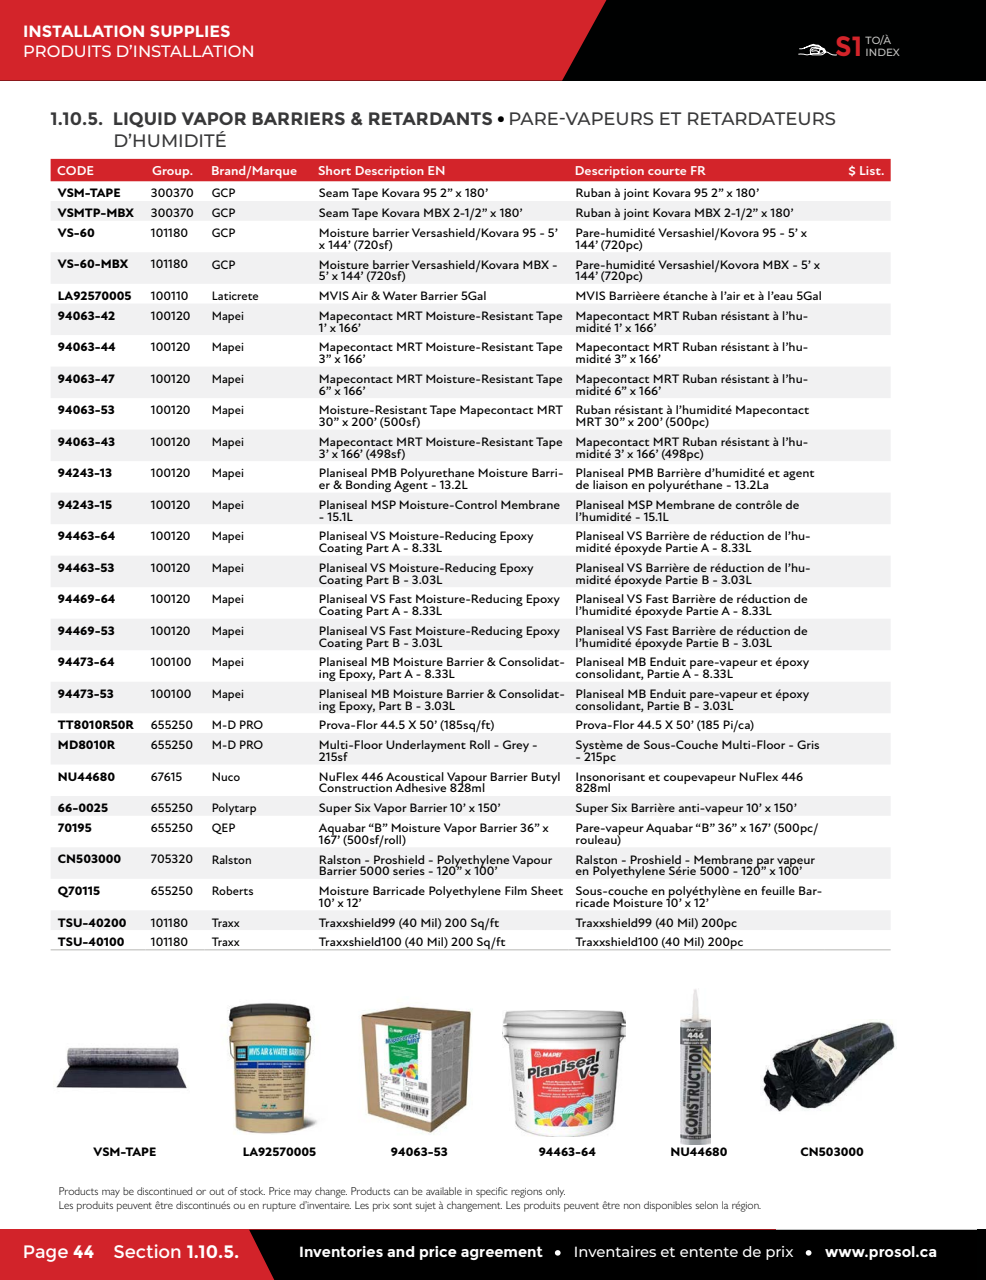 INSTALLATION SUPPLIES
PRODUITS D’INSTALLATION
S1 TO/À
INDEX
1.10.5. LIQUID VAPOR BARRIERS & RETARDANTS • PARE-VAPEURS ET RETARDATEURS
D’HUMIDITÉ
CODE Group. Brand/Marque Short Description EN Description courte FR $ List.
VSM-TAPE 300370 GCP Seam Tape Kovara 95 2” x 180’ Ruban à joint Kovara 95 2” x 180’
VSMTP-MBX 300370 GCP Seam Tape Kovara MBX 2-1/2” x 180’ Ruban à joint Kovara MBX 2-1/2” x 180’
VS-60 101180 GCP Moisture barrier Versashield/Kovara 95 - 5’ Pare-humidité Versashiel/Kovora 95 - 5’ x
x 144’ (720sf) 144’ (720pc)
VS-60-MBX 101180 GCP Moisture barrier Versashield/Kovara MBX - Pare-humidité Versashiel/Kovora MBX - 5’ x
5’ x 144’ (720sf) 144’ (720pc)
LA92570005 100110 Laticrete MVIS Air & Water Barrier 5Gal MVIS Barrièere étanche à l’air et à l’eau 5Gal
94063-42 100120 Mapei Mapecontact MRT Moisture-Resistant Tape Mapecontact MRT Ruban résistant à l’hu-
1’ x 166’ midité 1’ x 166’
94063-44 100120 Mapei Mapecontact MRT Moisture-Resistant Tape Mapecontact MRT Ruban résistant à l’hu-
3” x 166’ midité 3” x 166’
94063-47 100120 Mapei Mapecontact MRT Moisture-Resistant Tape Mapecontact MRT Ruban résistant à l’hu-
6” x 166’ midité 6” x 166’
94063-53 100120 Mapei Moisture-Resistant Tape Mapecontact MRT Ruban résistant à l’humidité Mapecontact
30” x 200’ (500sf) MRT 30” x 200’ (500pc)
94063-43 100120 Mapei Mapecontact MRT Moisture-Resistant Tape Mapecontact MRT Ruban résistant à l’hu-
3’ x 166’ (498sf) midité 3’ x 166’ (498pc)
94243-13 100120 Mapei Planiseal PMB Polyurethane Moisture Barri- Planiseal PMB Barrière d’humidité et agent
er & Bonding Agent - 13.2L de liaison en polyuréthane - 13.2La
94243-15 100120 Mapei Planiseal MSP Moisture-Control Membrane Planiseal MSP Membrane de contrôle de
- 15.1L l’humidité - 15.1L
94463-64 100120 Mapei Planiseal VS Moisture-Reducing Epoxy Planiseal VS Barrière de réduction de l’hu-
Coating Part A - 8.33L midité époxyde Partie A - 8.33L
94463-53 100120 Mapei Planiseal VS Moisture-Reducing Epoxy Planiseal VS Barrière de réduction de l’hu-
Coating Part B - 3.03L midité époxyde Partie B - 3.03L
94469-64 100120 Mapei Planiseal VS Fast Moisture-Reducing Epoxy Planiseal VS Fast Barrière de réduction de
Coating Part A - 8.33L l’humidité époxyde Partie A - 8.33L
94469-53 100120 Mapei Planiseal VS Fast Moisture-Reducing Epoxy Planiseal VS Fast Barrière de réduction de
Coating Part B - 3.03L l’humidité époxyde Partie B - 3.03L
94473-64 100100 Mapei Planiseal MB Moisture Barrier & Consolidat- Planiseal MB Enduit pare-vapeur et époxy
ing Epoxy, Part A - 8.33L consolidant, Partie A - 8.33L
94473-53 100100 Mapei Planiseal MB Moisture Barrier & Consolidat- Planiseal MB Enduit pare-vapeur et époxy
ing Epoxy, Part B - 3.03L consolidant, Partie B - 3.03L
TT8010R50R 655250 M-D PRO Prova-Flor 44.5 X 50’ (185sq/ft) Prova-Flor 44.5 X 50’ (185 Pi/ca)
MD8010R 655250 M-D PRO Multi-Floor Underlayment Roll - Grey - Système de Sous-Couche Multi-Floor - Gris
215sf - 215pc
NU44680 67615 Nuco NuFlex 446 Acoustical Vapour Barrier Butyl Insonorisant et coupevapeur NuFlex 446
Construction Adhesive 828ml 828ml
66-0025 655250 Polytarp Super Six Vapor Barrier 10’ x 150’ Super Six Barrière anti-vapeur 10’ x 150’
70195 655250 QEP Aquabar “B” Moisture Vapor Barrier 36” x Pare-vapeur Aquabar “B” 36” x 167’ (500pc/
167’ (500sf/roll) rouleau)
CN503000 705320 Ralston Ralston - Proshield - Polyethylene Vapour Ralston - Proshield - Membrane par vapeur
Barrier 5000 series - 120” x 100’ en Polyethylene Série 5000 - 120” x 100’
Q70115 655250 Roberts Moisture Barricade Polyethylene Film Sheet Sous-couche en polyéthylène en feuille Bar-
10’ x 12’ ricade Moisture 10’ x 12’
TSU-40200 101180 Traxx Traxxshield99 (40 Mil) 200 Sq/ft Traxxshield99 (40 Mil) 200pc
TSU-40100 101180 Traxx Traxxshield100 (40 Mil) 200 Sq/ft Traxxshield100 (40 Mil) 200pc
MVIS AIR & WATER BARRIER
MAPEI
Mapecontact
MRT
MAPEI
Planiseal
VS
446
CONSTRUCTION
VSM-TAPE LA92570005 94063-53 94463-64 NU44680 CN503000
Products may be discontinued or out of stock. Price may change. Products can be available in specific regions only.
Les produits peuvent être discontinués ou en rupture d’inventaire. Les prix sont sujet à changement. Les produits peuvent être non disponibles selon la région.
Page 44 Section 1.10.5. Inventories and price agreement • Inventaires et entente de prix • www.prosol.ca